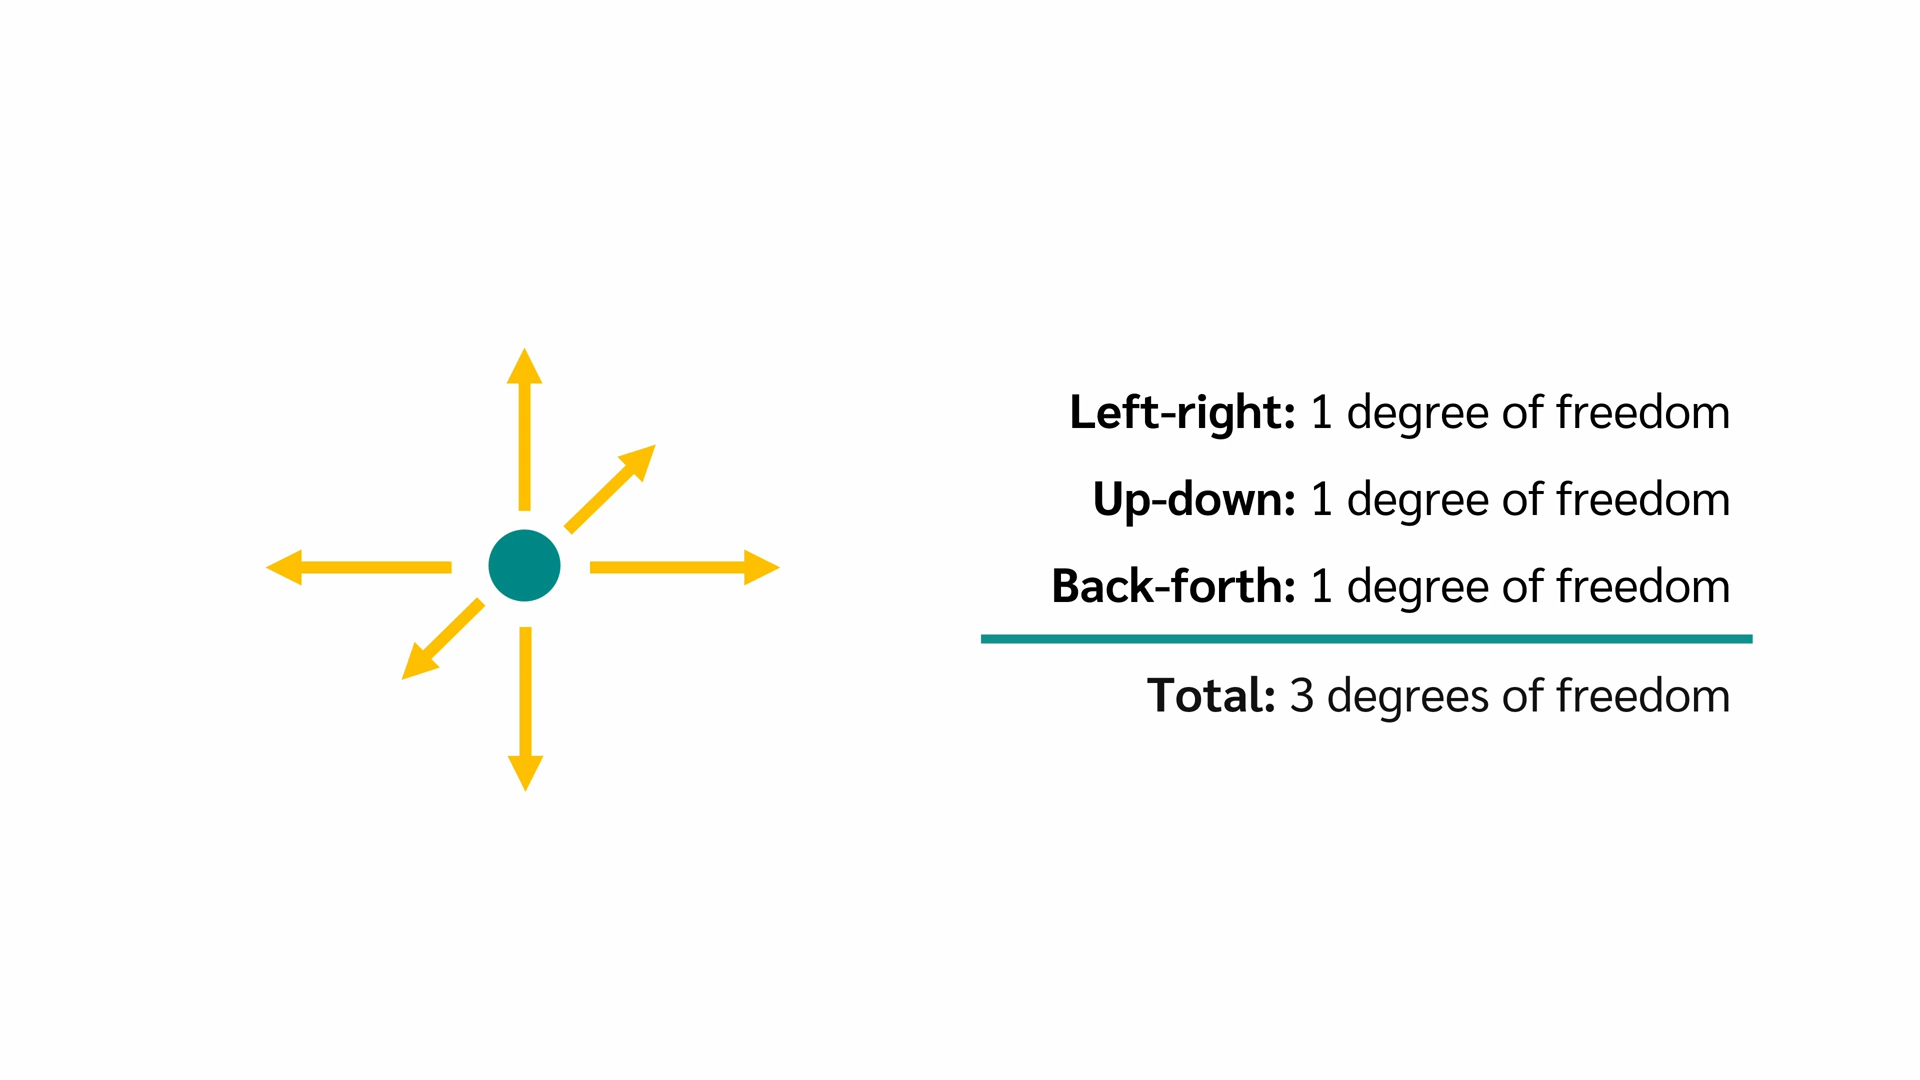 Left-right: 1 degree of freedom
Up-down: 1 degree of freedom
Back-forth: 1 degree of freedom
Total: 3 degrees of freedom